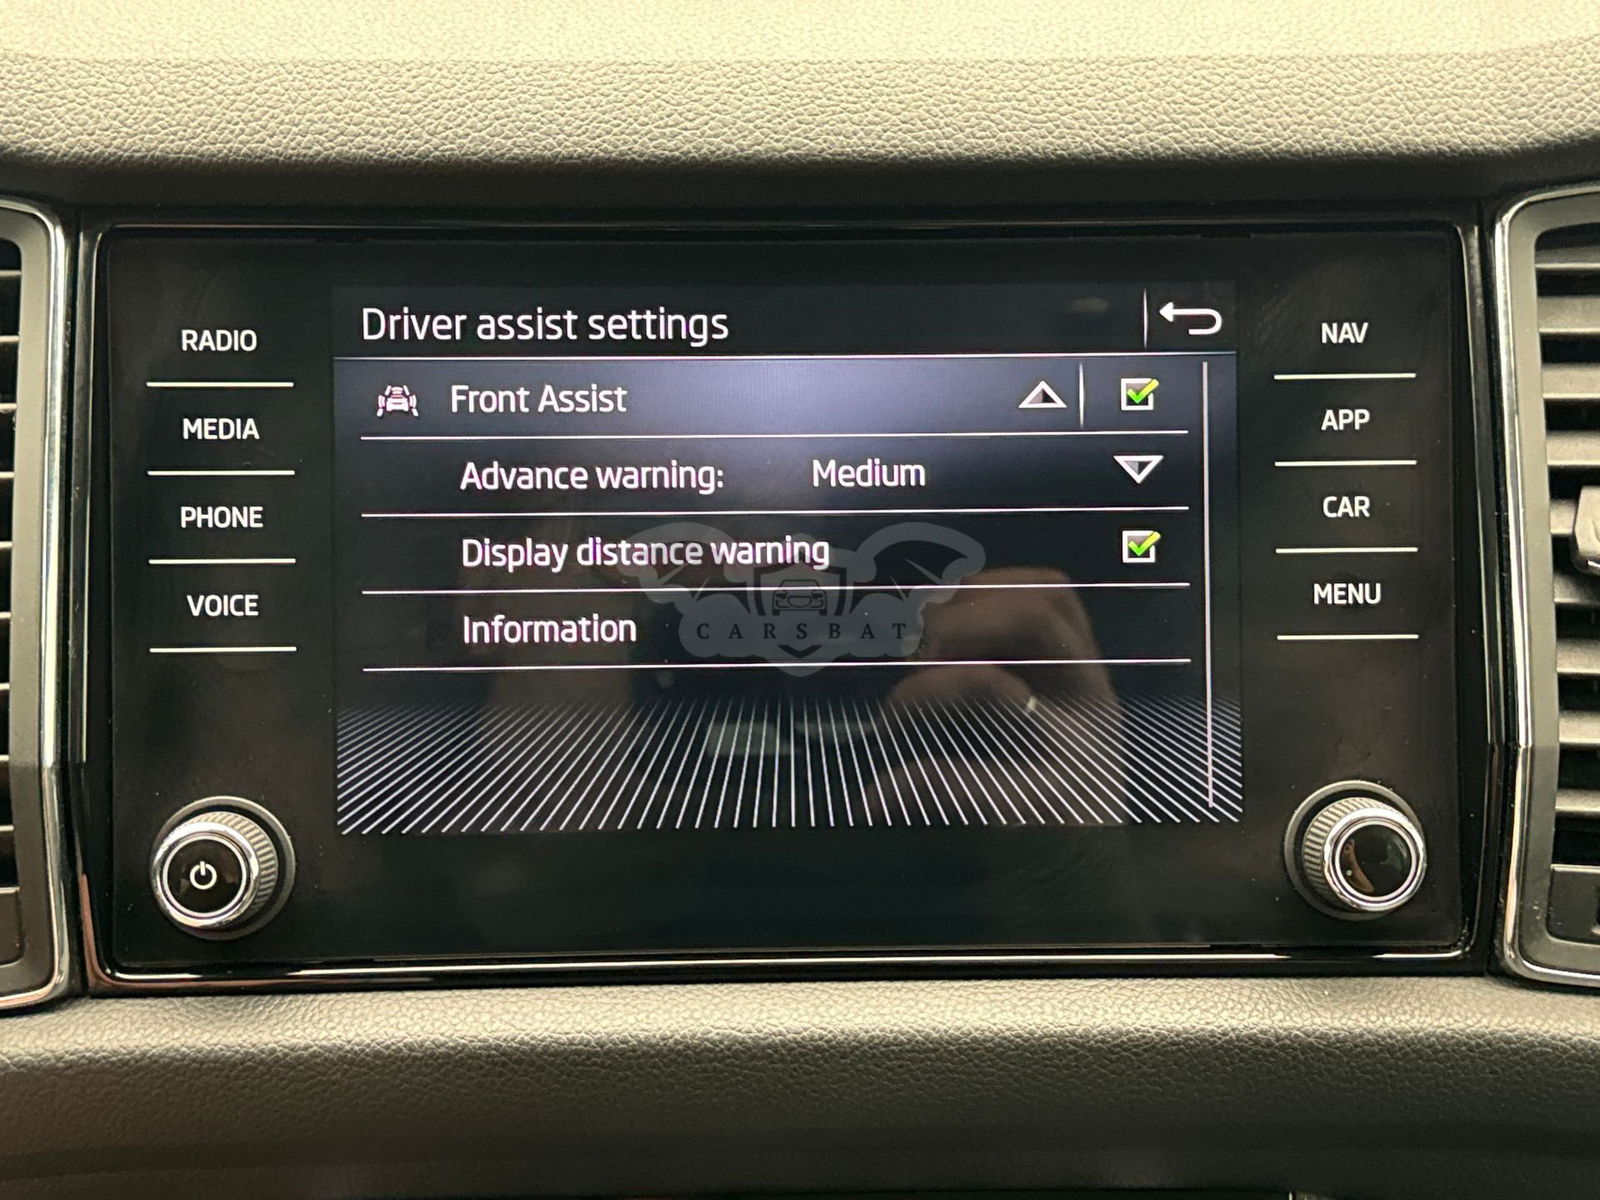 Driver assist settings
Front Assist
Advance warning: Medium
Display distance warning
Information
RADIO
MEDIA
PHONE
VOICE
NAV
APP
CAR
MENU
CARSBAT